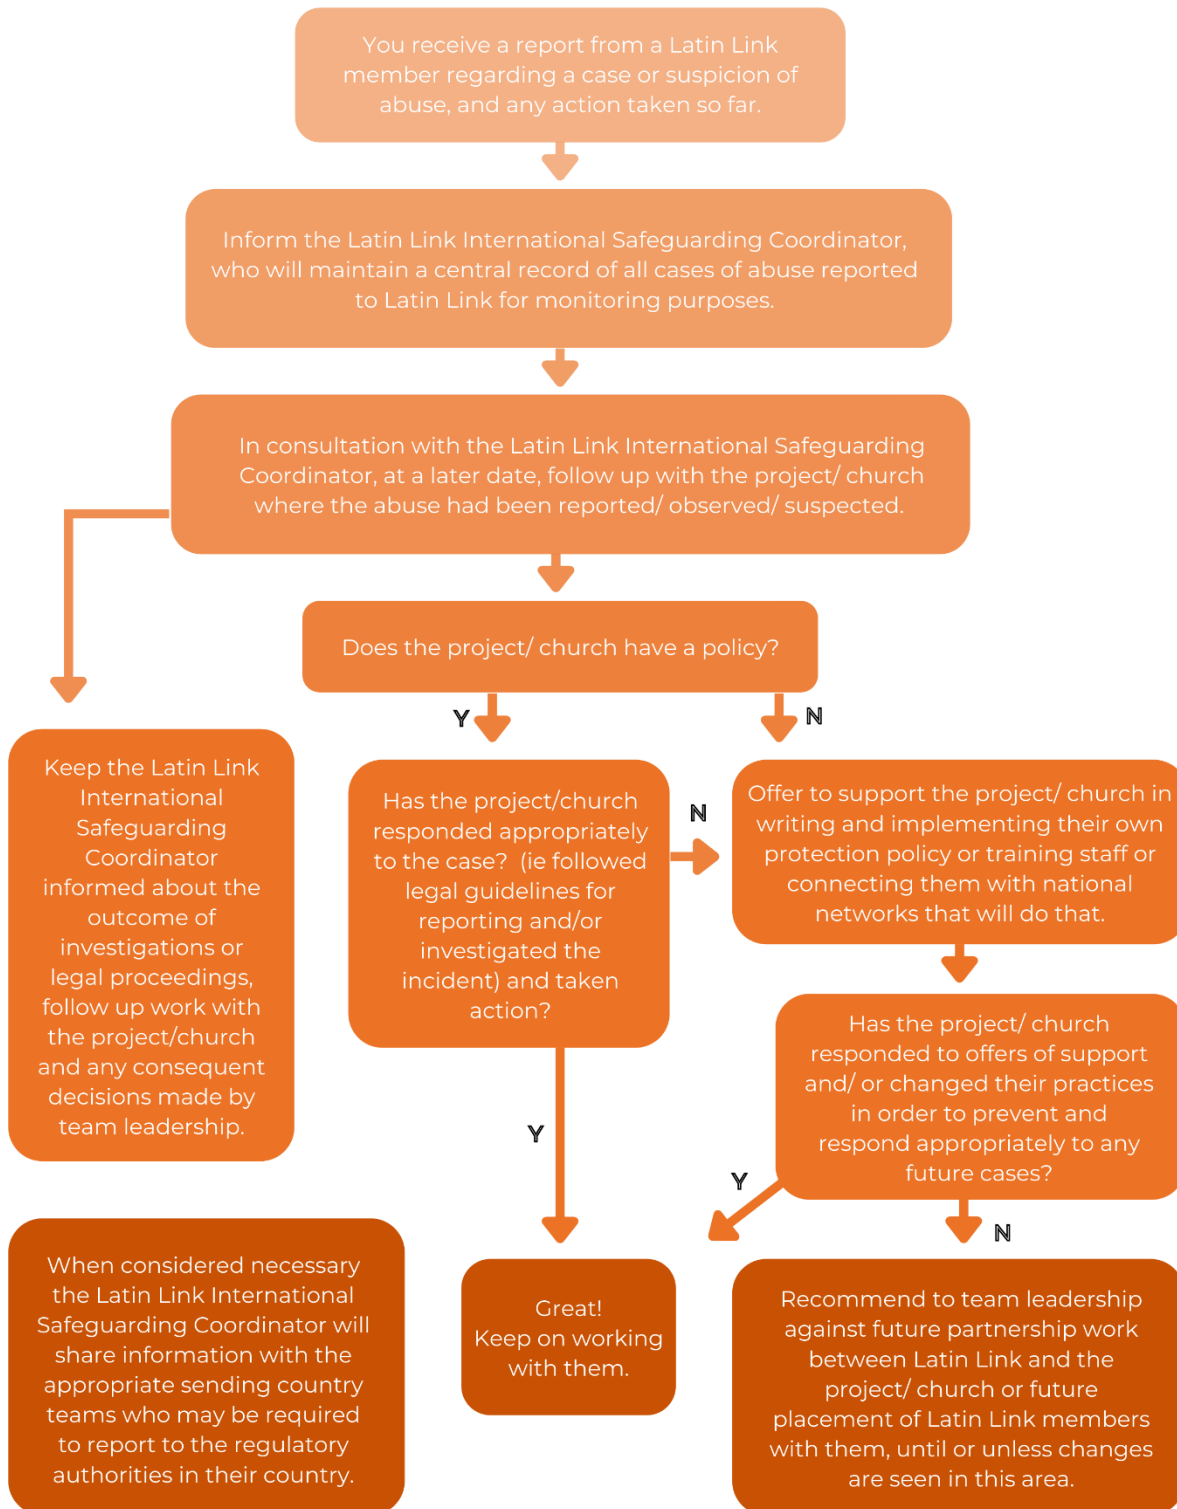 You receive a report from a Latin Link
member regarding a case or suspicion of
abuse, and any action taken so far.
Inform the Latin Link International Safeguarding Coordinator,
who will maintain a central record of all cases of abuse reported
to Latin Link for monitoring purposes.
In consultation with the Latin Link International Safeguarding
Coordinator, at a later date, follow up with the project/ church
where the abuse had been reported/ observed/ suspected.
Does the project/ church have a policy?
Y
N
Keep the Latin Link
International
Safeguarding
Coordinator
informed about the
outcome of
investigations or
legal proceedings,
follow up work with
the project/church
and any consequent
decisions made by
team leadership.
Has the project/church
responded appropriately
to the case? (ie followed
legal guidelines for
reporting and/or
investigated the
incident) and taken
action?
N
Offer to support the project/ church in
writing and implementing their own
protection policy or training staff or
connecting them with national
networks that will do that.
Has the project/ church
responded to offers of support
and/ or changed their practices
in order to prevent and
respond appropriately to any
future cases?
Y
Y
N
When considered necessary
the Latin Link International
Safeguarding Coordinator will
share information with the
appropriate sending country
teams who may be required
to report to the regulatory
authorities in their country.
Great!
Keep on working
with them.
Recommend to team leadership
against future partnership work
between Latin Link and the
project/ church or future
placement of Latin Link members
with them, until or unless changes
are seen in this area.